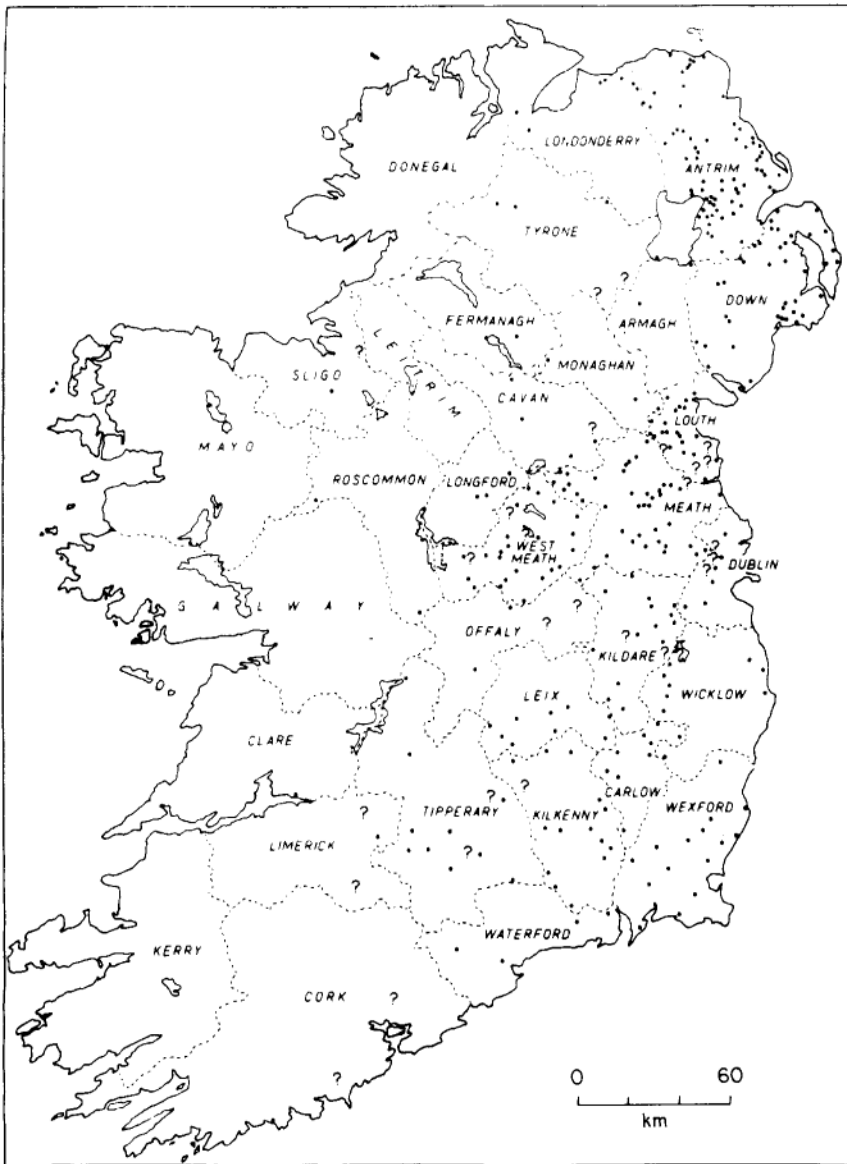 LONDONDERRY
DONEGAL
ANTRIM
TYRONE
? ?
DOWN
FERMANAGH
ARMAGH
LEITRIM
?
MONAGHAN
SLIGO
CAVAN
LOUTH
?
MAYO
? ?
?
ROSCOMMON
LONGFORD
?
MEATH
?
WEST
MEATH
?
?
?
?
DUBLIN
GALWAY
?
OFFALY
?
?
KILDARE
?
LEIX
WICKLOW
CLARE
?
CARLOW
?
?
TIPPERARY
KILKENNY
WEXFORD
LIMERICK
?
?
WATERFORD
KERRY
CORK
?
?
0 60
km